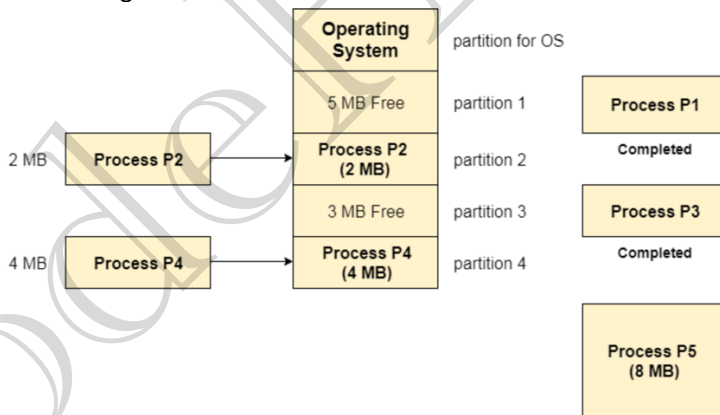 Operating
System
partition for OS
5 MB Free
partition 1
Process P1
Completed
2 MB
Process P2
Process P2
(2 MB)
partition 2
3 MB Free
partition 3
Process P3
Completed
4 MB
Process P4
Process P4
(4 MB)
partition 4
Process P5
(8 MB)